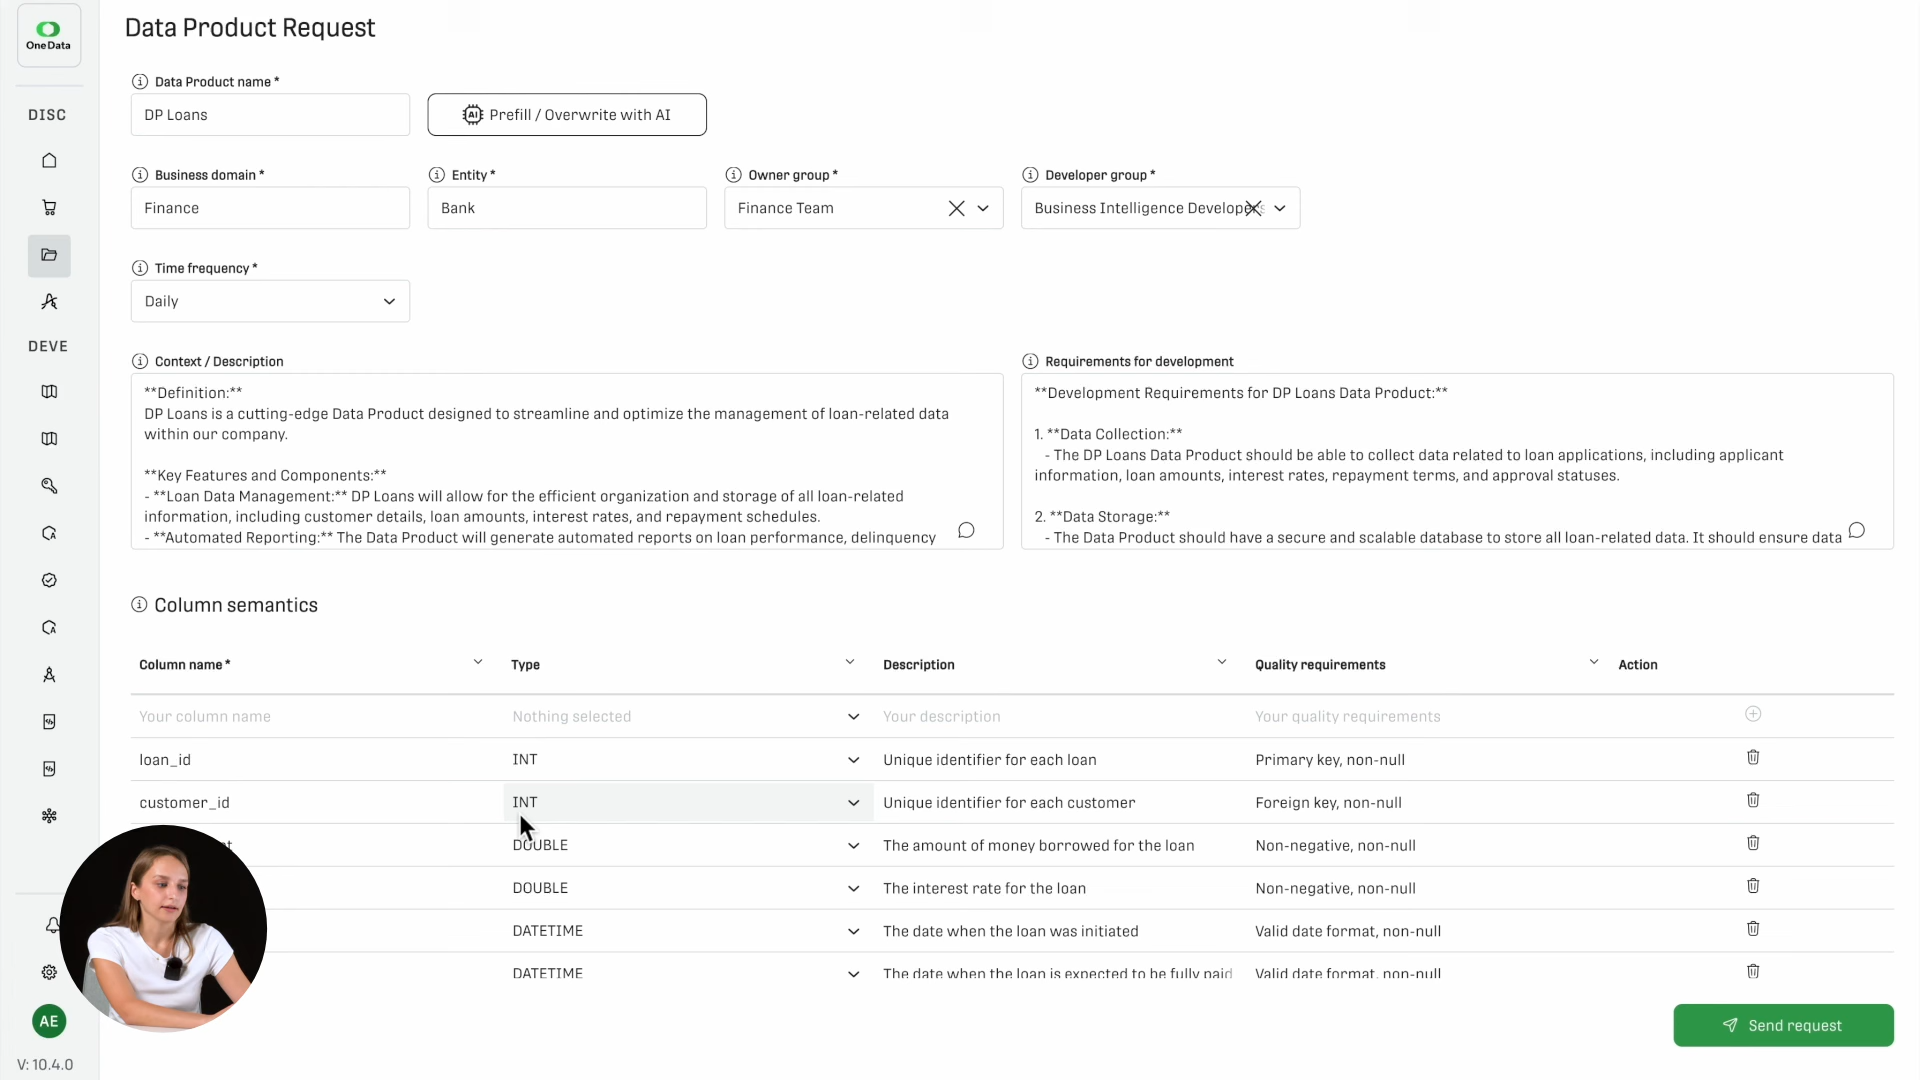 One Data
Data Product Request
Data Product name *
DP Loans
AI Prefill / Overwrite with AI
DISC
Business domain *
Entity *
Owner group *
Developer group *
Finance
Bank
Finance Team
Business Intelligence Developers
Time frequency *
Daily
DEVE
Context / Description
**Definition:**
DP Loans is a cutting-edge Data Product designed to streamline and optimize the management of loan-related data
within our company.
**Key Features and Components:**
- **Loan Data Management:** DP Loans will allow for the efficient organization and storage of all loan-related
information, including customer details, loan amounts, interest rates, and repayment schedules.
- **Automated Reporting:** The Data Product will generate automated reports on loan performance, delinquency
Requirements for development
**Development Requirements for DP Loans Data Product:**
1. **Data Collection:**
- The DP Loans Data Product should be able to collect data related to loan applications, including applicant
information, loan amounts, interest rates, repayment terms, and approval statuses.
2. **Data Storage:**
- The Data Product should have a secure and scalable database to store all loan-related data. It should ensure data
Column semantics
Column name * Type Description Quality requirements Action
Your column name Nothing selected Your description Your quality requirements
loan_id INT Unique identifier for each loan Primary key, non-null
customer_id INT Unique identifier for each customer Foreign key, non-null
DOUBLE The amount of money borrowed for the loan Non-negative, non-null
DOUBLE The interest rate for the loan Non-negative, non-null
DATETIME The date when the loan was initiated Valid date format, non-null
DATETIME The date when the loan is expected to be fully paid Valid date format, non-null
AE
Send request
V: 10.4.0